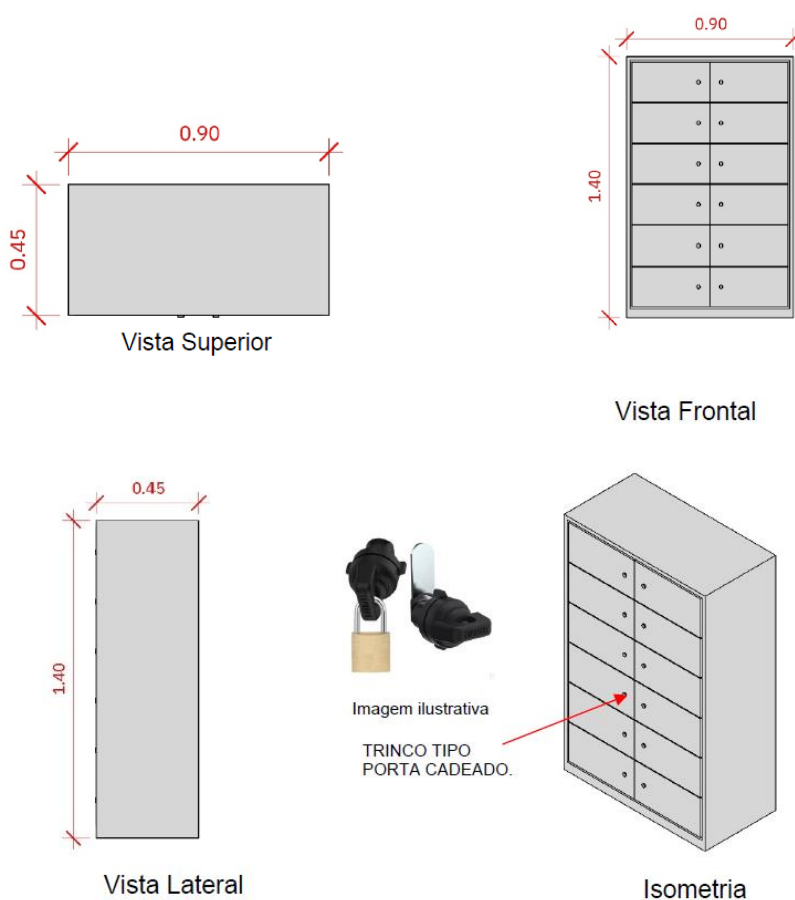 0.90
0.45
Vista Superior
0.90
1.40
Vista Frontal
0.45
1.40
Vista Lateral
Imagem ilustrativa
TRINCO TIPO
PORTA CADEADO.
Isometria